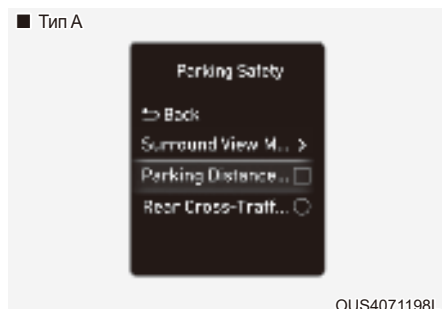 ■ Тип A
Parking Safety
Back
Surround View M... >
Parking Distance...
Rear Cross-Traff...
OUS4071198L